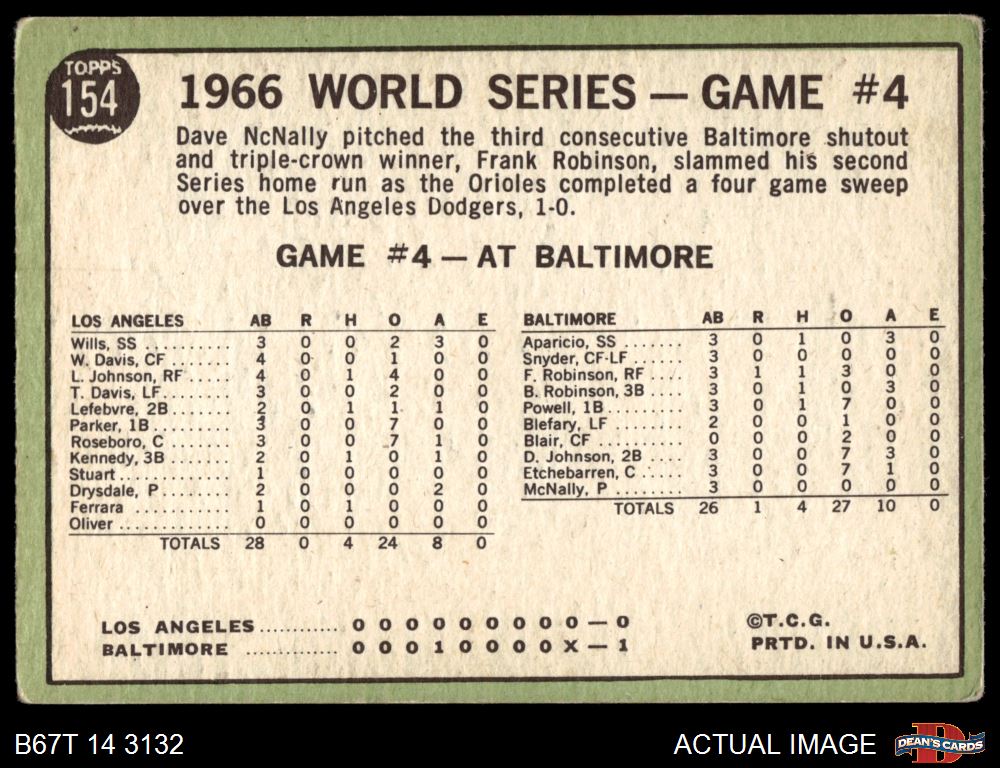 TOPPS
154
1966 WORLD SERIES — GAME #4
Dave NcNally pitched the third consecutive Baltimore shutout
and triple-crown winner, Frank Robinson, slammed his second
Series home run as the Orioles completed a four game sweep
over the Los Angeles Dodgers, 1-0.
GAME #4 — AT BALTIMORE
LOS ANGELES AB R H O A E
Wills, SS .......... 3 0 0 2 3 0
W. Davis, CF ....... 4 0 0 1 0 0
L. Johnson, RF ..... 4 0 1 4 0 0
T. Davis, LF ....... 3 0 0 2 0 0
Lefebvre, 2B ....... 2 0 1 1 1 0
Parker, 1B ......... 3 0 0 7 0 0
Roseboro, C ........ 3 0 0 7 1 0
Kennedy, 3B ........ 2 0 1 0 1 0
Stuart ............. 1 0 0 0 0 0
Drysdale, P ........ 2 0 0 0 2 0
Ferrara ............ 1 0 1 0 0 0
Oliver ............. 0 0 0 0 0 0
TOTALS 28 0 4 24 8 0
BALTIMORE AB R H O A E
Aparicio, SS ....... 3 0 1 0 3 0
Snyder, CF-LF ...... 3 0 0 0 0 0
F. Robinson, RF .... 3 1 1 3 0 0
B. Robinson, 3B .... 3 0 1 0 3 0
Powell, 1B ......... 3 0 1 7 0 0
Blefary, LF ........ 2 0 0 1 0 0
Blair, CF .......... 0 0 0 2 0 0
D. Johnson, 2B ..... 3 0 0 7 3 0
Etchebarren, C ..... 3 0 0 7 1 0
McNally, P ......... 3 0 0 0 0 0
TOTALS 26 1 4 27 10 0
LOS ANGELES ............ 0 0 0 0 0 0 0 0 0 — 0
BALTIMORE ............. 0 0 0 1 0 0 0 0 X — 1
©T.C.G.
PRTD. IN U.S.A.
B67T 14 3132
ACTUAL IMAGE
D
DEAN'S CARDS